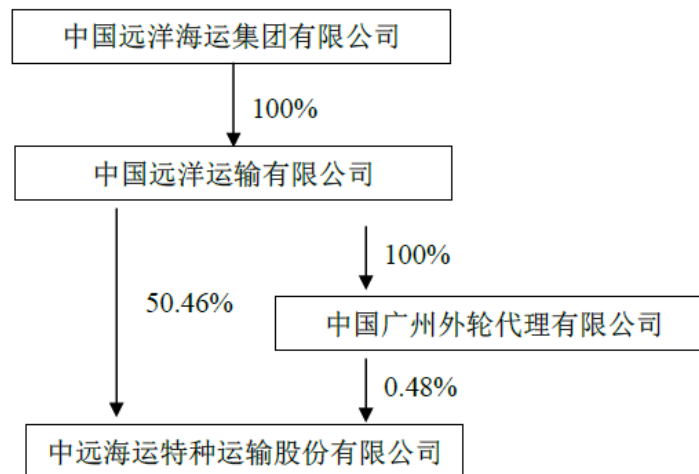 中国远洋海运集团有限公司
100%
中国远洋运输有限公司
100%
50.46%
中国广州外轮代理有限公司
0.48%
中远海运特种运输股份有限公司